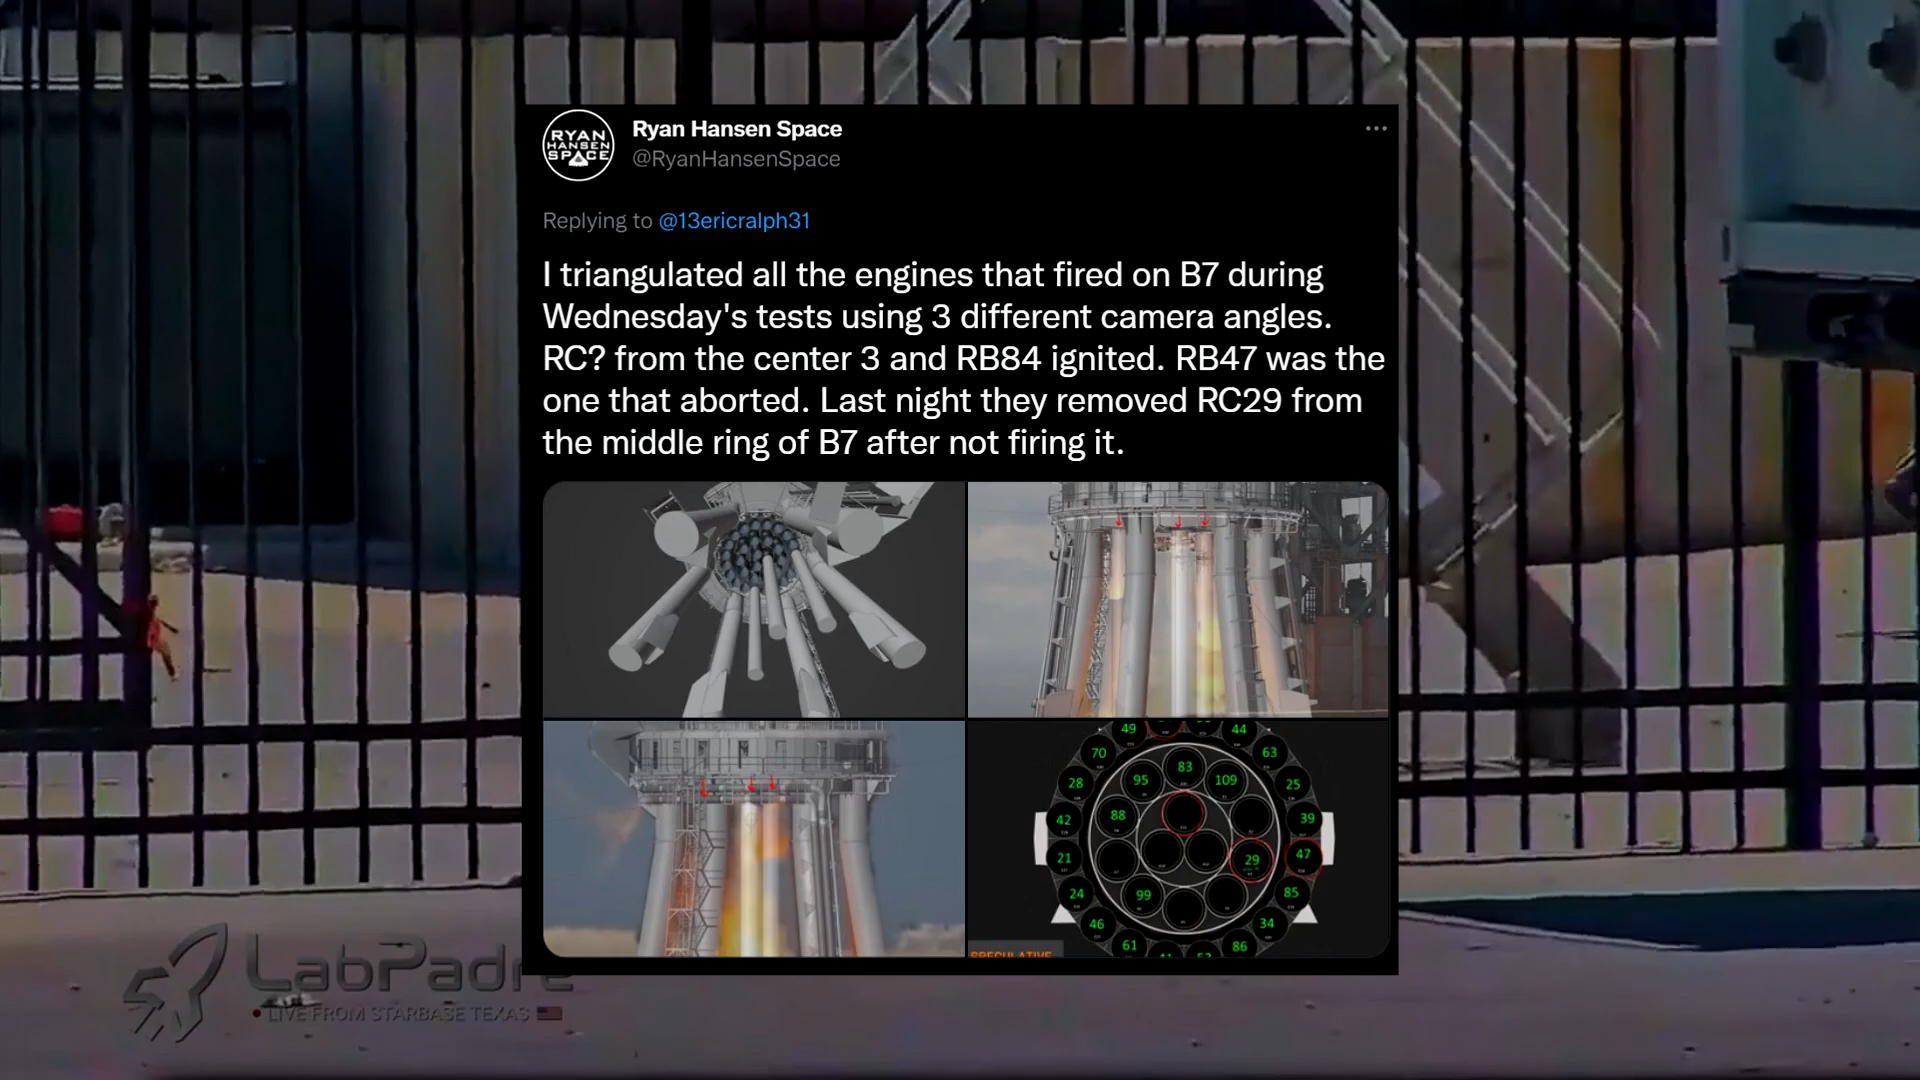 RYAN
HANSEN
SPACE
Ryan Hansen Space
@RyanHansenSpace
Replying to @13ericralph31
I triangulated all the engines that fired on B7 during
Wednesday's tests using 3 different camera angles.
RC? from the center 3 and RB84 ignited. RB47 was the
one that aborted. Last night they removed RC29 from
the middle ring of B7 after not firing it.
49
44
70
63
83
95
109
28
25
88
42
39
21
29
47
24
99
85
46
34
61
86
SPECULATIVE
LabPadre
LIVE FROM STARBASE TEXAS